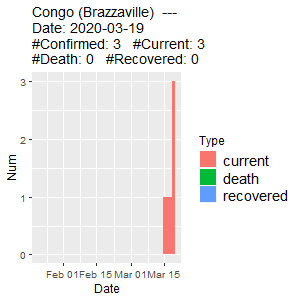 Congo (Brazzaville)  ---
Date: 2020-03-19
#Confirmed: 3   #Current: 3
#Death: 0   #Recovered: 0
3
2
1
0
Num
Feb 01 Feb 15 Mar 01 Mar 15
Date
Type
current
death
recovered